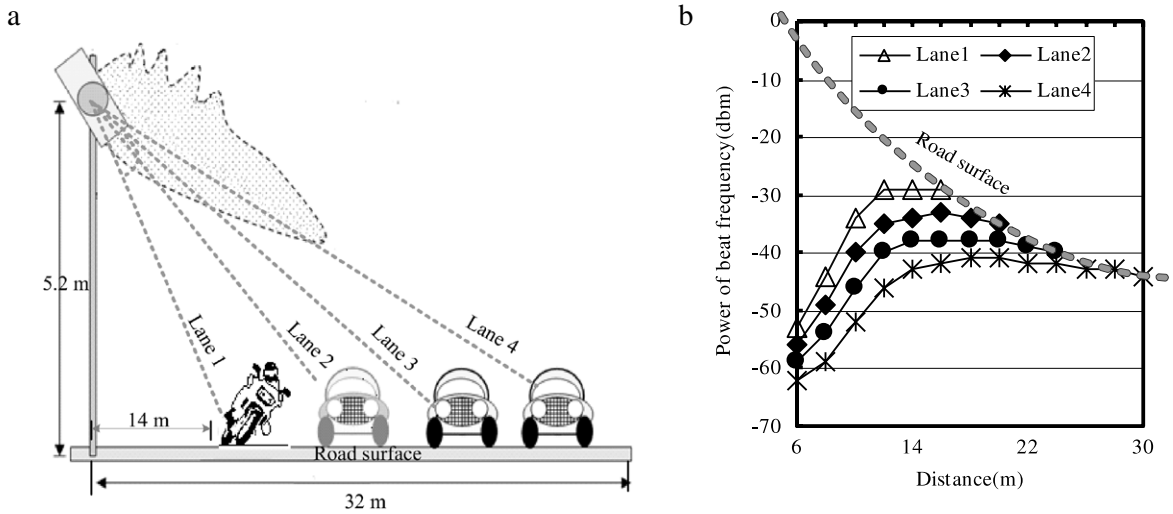 a
5.2 m
Lane 1
Lane 2
Lane 3
Lane 4
14 m
Road surface
32 m
b
Power of beat frequency(dbm)
0
-10
-20
-30
-40
-50
-60
-70
Lane1
Lane2
Lane3
Lane4
Road surface
6
14
22
30
Distance(m)